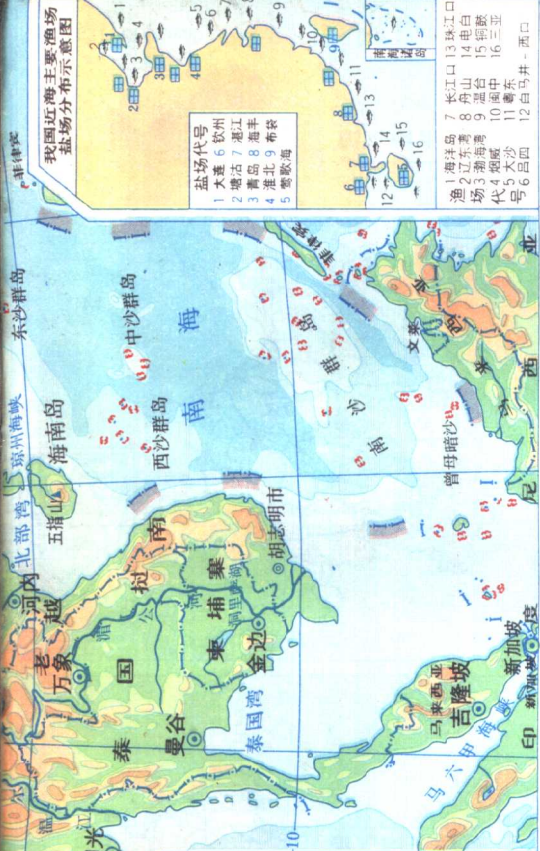 我国近海主要渔场
盐场分布示意图
盐场代号
1 大连 6 钦州
2 塘沽 7 湛江
3 青岛 8 海丰
4 淮北 9 布袋
5 莺歌海
南海诸岛
渔场代号
1 海洋岛 7 长江口 13 珠江口
2 辽东湾 8 舟山 14 电白
3 渤海湾 9 温台 15 铜鼓
4 烟威 10 闽中 16 三亚
5 大沙 11 粤东
6 吕四 12 白马井-西口
菲律宾
东沙群岛
琼州海峡
海南岛
五指山
北部湾
中沙群岛
西沙群岛
南海
南沙群岛
曾母暗沙
菲律宾
文莱
马来西亚
印度尼西亚
河内
越南
老
万象
湄公河
泰国
曼谷
柬埔寨
洞里萨湖
金边
胡志明市
泰国湾
马来西亚
吉隆坡
马六甲海峡
新加坡
新加坡
10